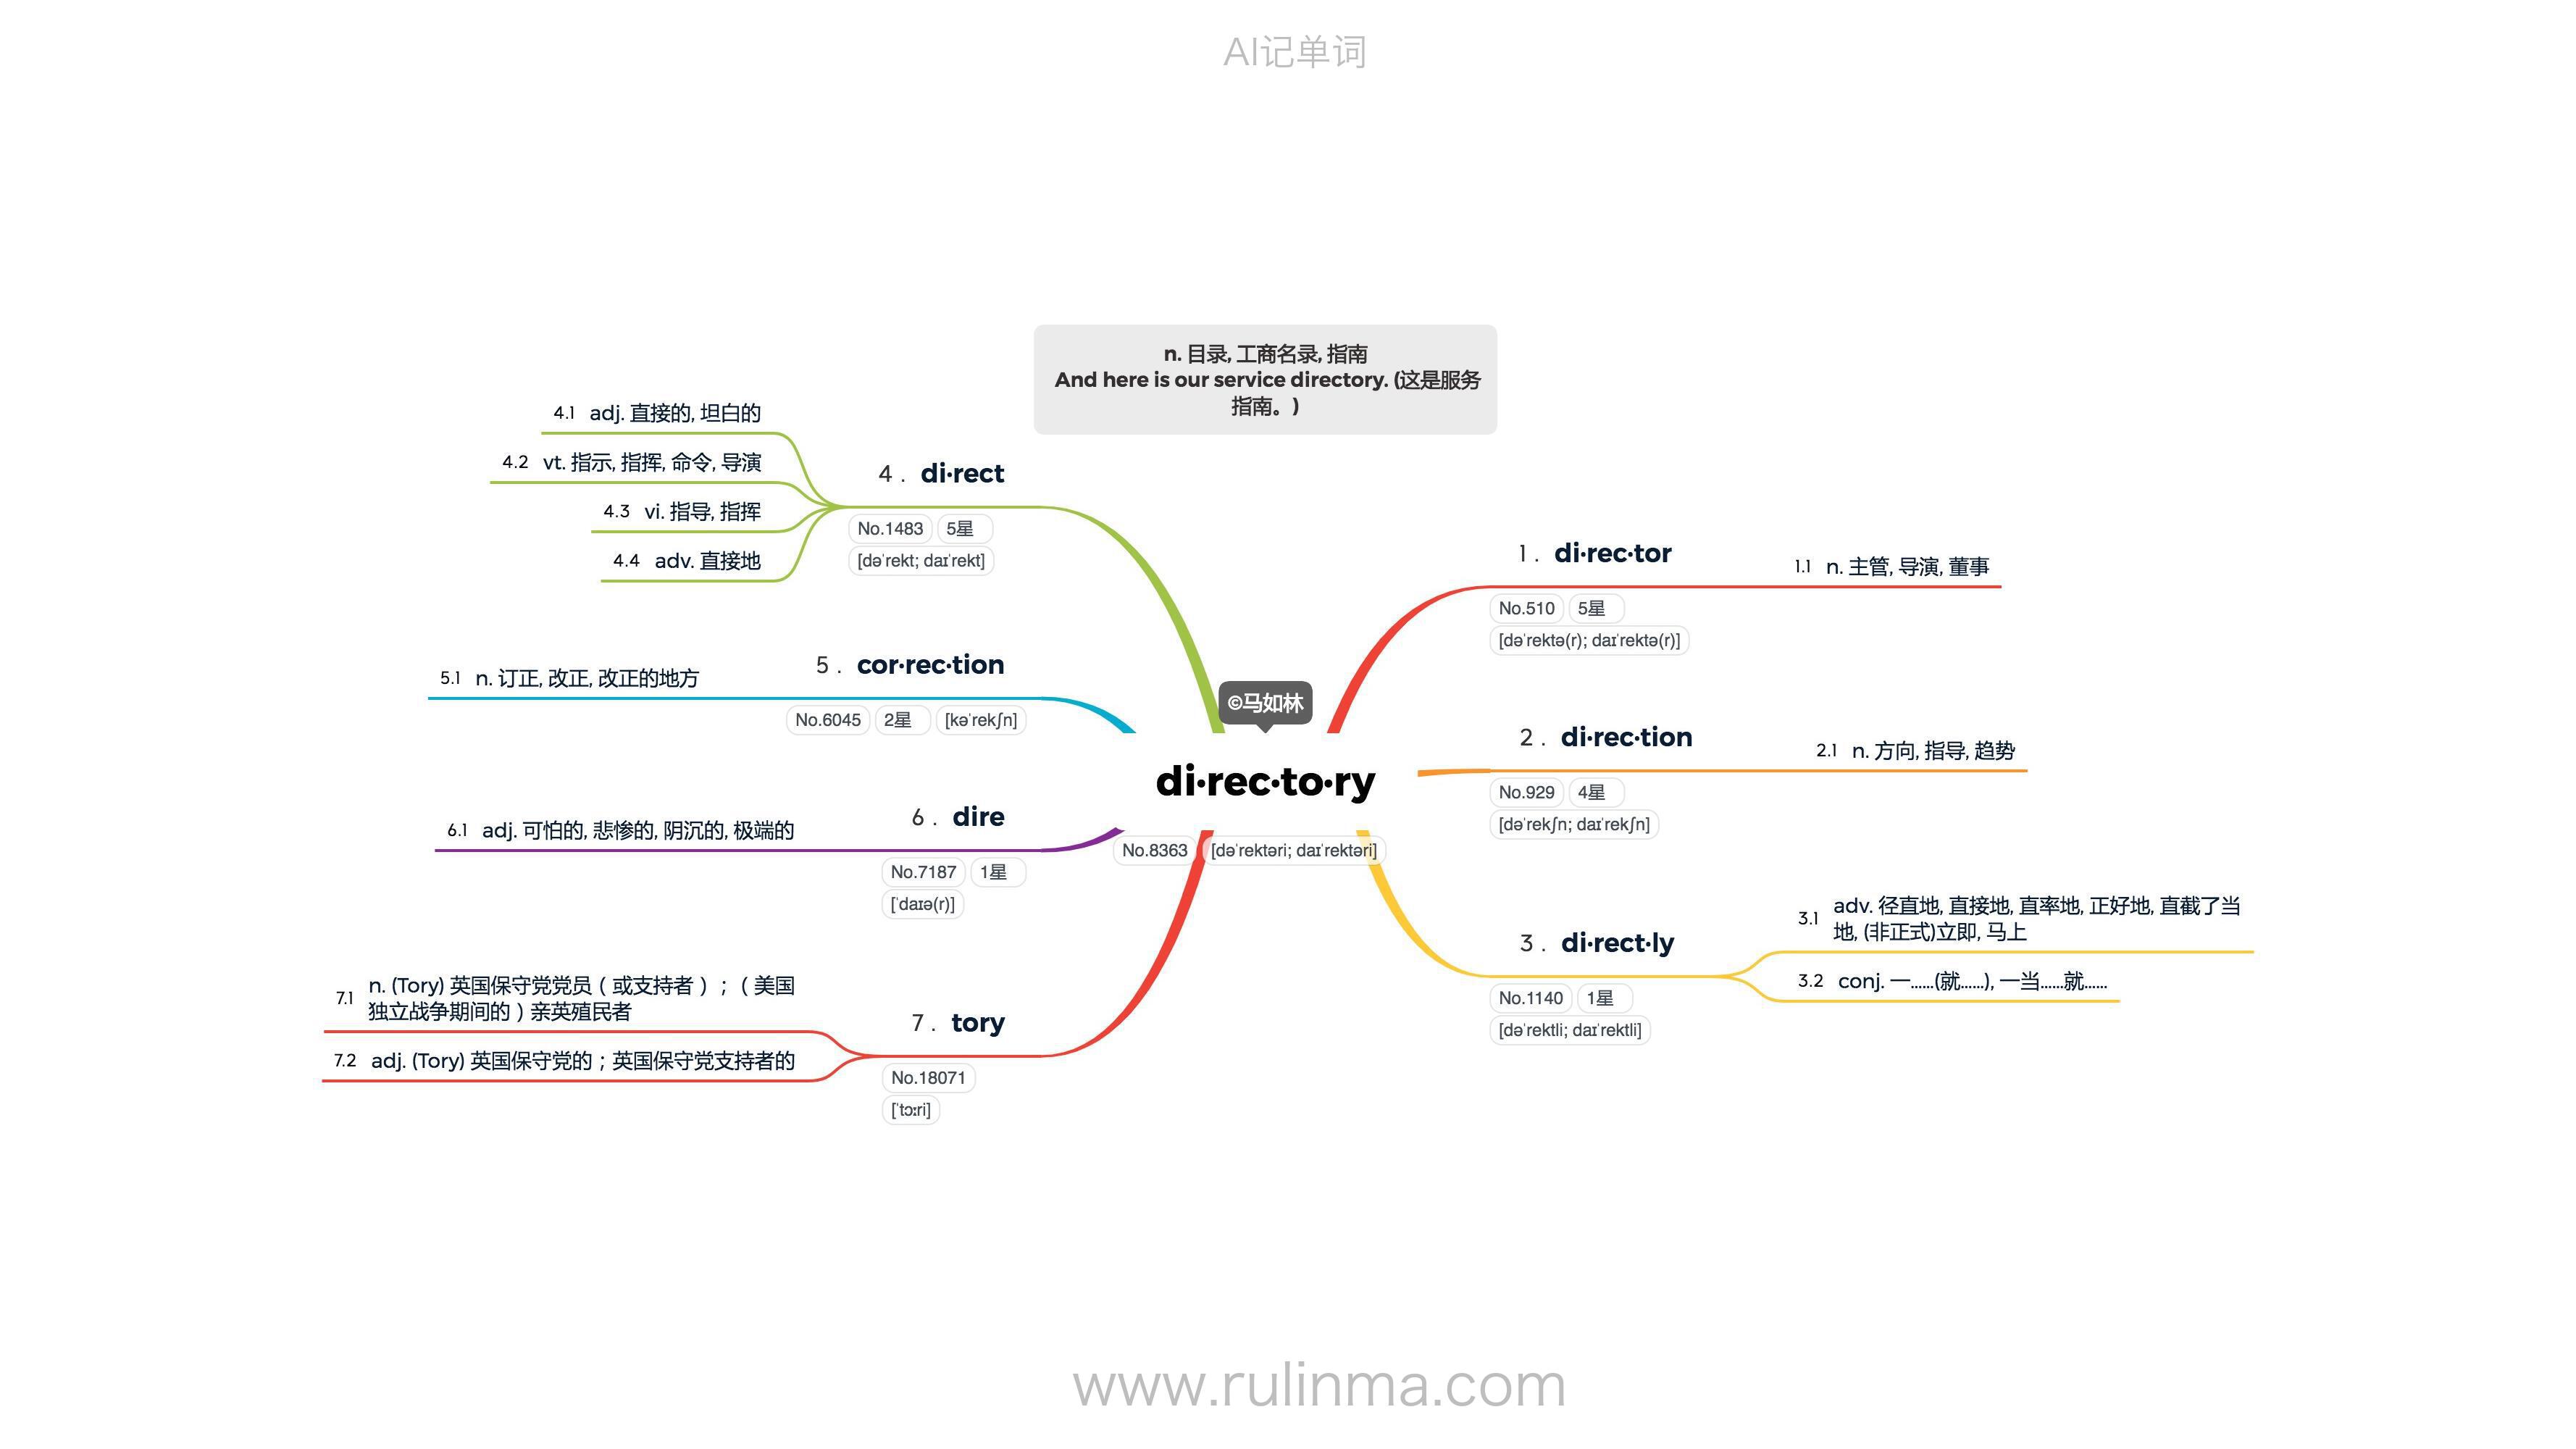 AI记单词
n. 目录, 工商名录, 指南
And here is our service directory. (这是服务
指南。)
©马如林
di·rec·to·ry
No.8363 [dəˈrektəri; daɪˈrektəri]
1 . di·rec·tor
No.510 5星
[dəˈrektə(r); daɪˈrektə(r)]
1.1 n. 主管, 导演, 董事
2 . di·rec·tion
No.929 4星
[dəˈrekʃn; daɪˈrekʃn]
2.1 n. 方向, 指导, 趋势
3 . di·rect·ly
No.1140 1星
[dəˈrektli; daɪˈrektli]
3.1 adv. 径直地, 直接地, 直率地, 正好地, 直截了当
地, (非正式)立即, 马上
3.2 conj. 一......(就......), 一当......就......
4 . di·rect
No.1483 5星
[dəˈrekt; daɪˈrekt]
4.1 adj. 直接的, 坦白的
4.2 vt. 指示, 指挥, 命令, 导演
4.3 vi. 指导, 指挥
4.4 adv. 直接地
5 . cor·rec·tion
No.6045 2星 [kəˈrekʃn]
5.1 n. 订正, 改正, 改正的地方
6 . dire
No.7187 1星
[ˈdaɪə(r)]
6.1 adj. 可怕的, 悲惨的, 阴沉的, 极端的
7 . tory
No.18071
[ˈtɔːri]
7.1 n. (Tory) 英国保守党党员（或支持者）；（美国
独立战争期间的）亲英殖民者
7.2 adj. (Tory) 英国保守党的；英国保守党支持者的
www.rulinma.com